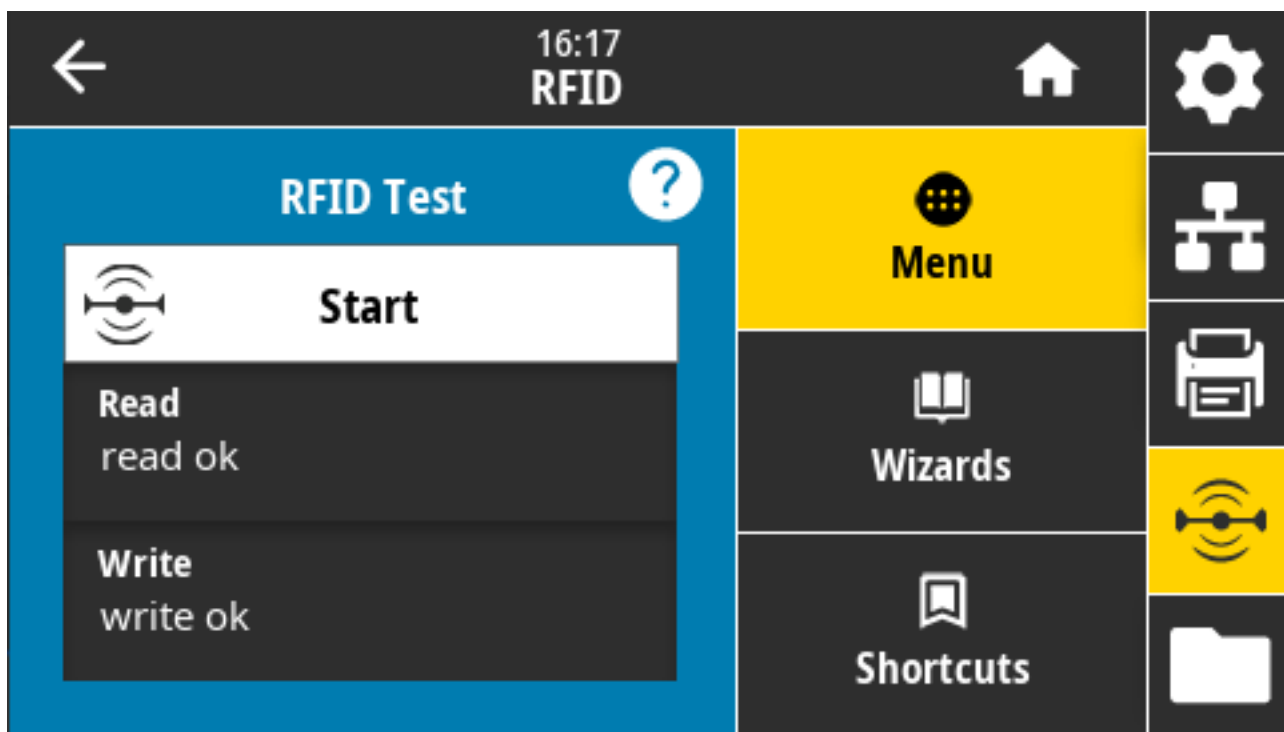 16:17
RFID
RFID Test
?
Start
Read
read ok
Write
write ok
Menu
Wizards
Shortcuts